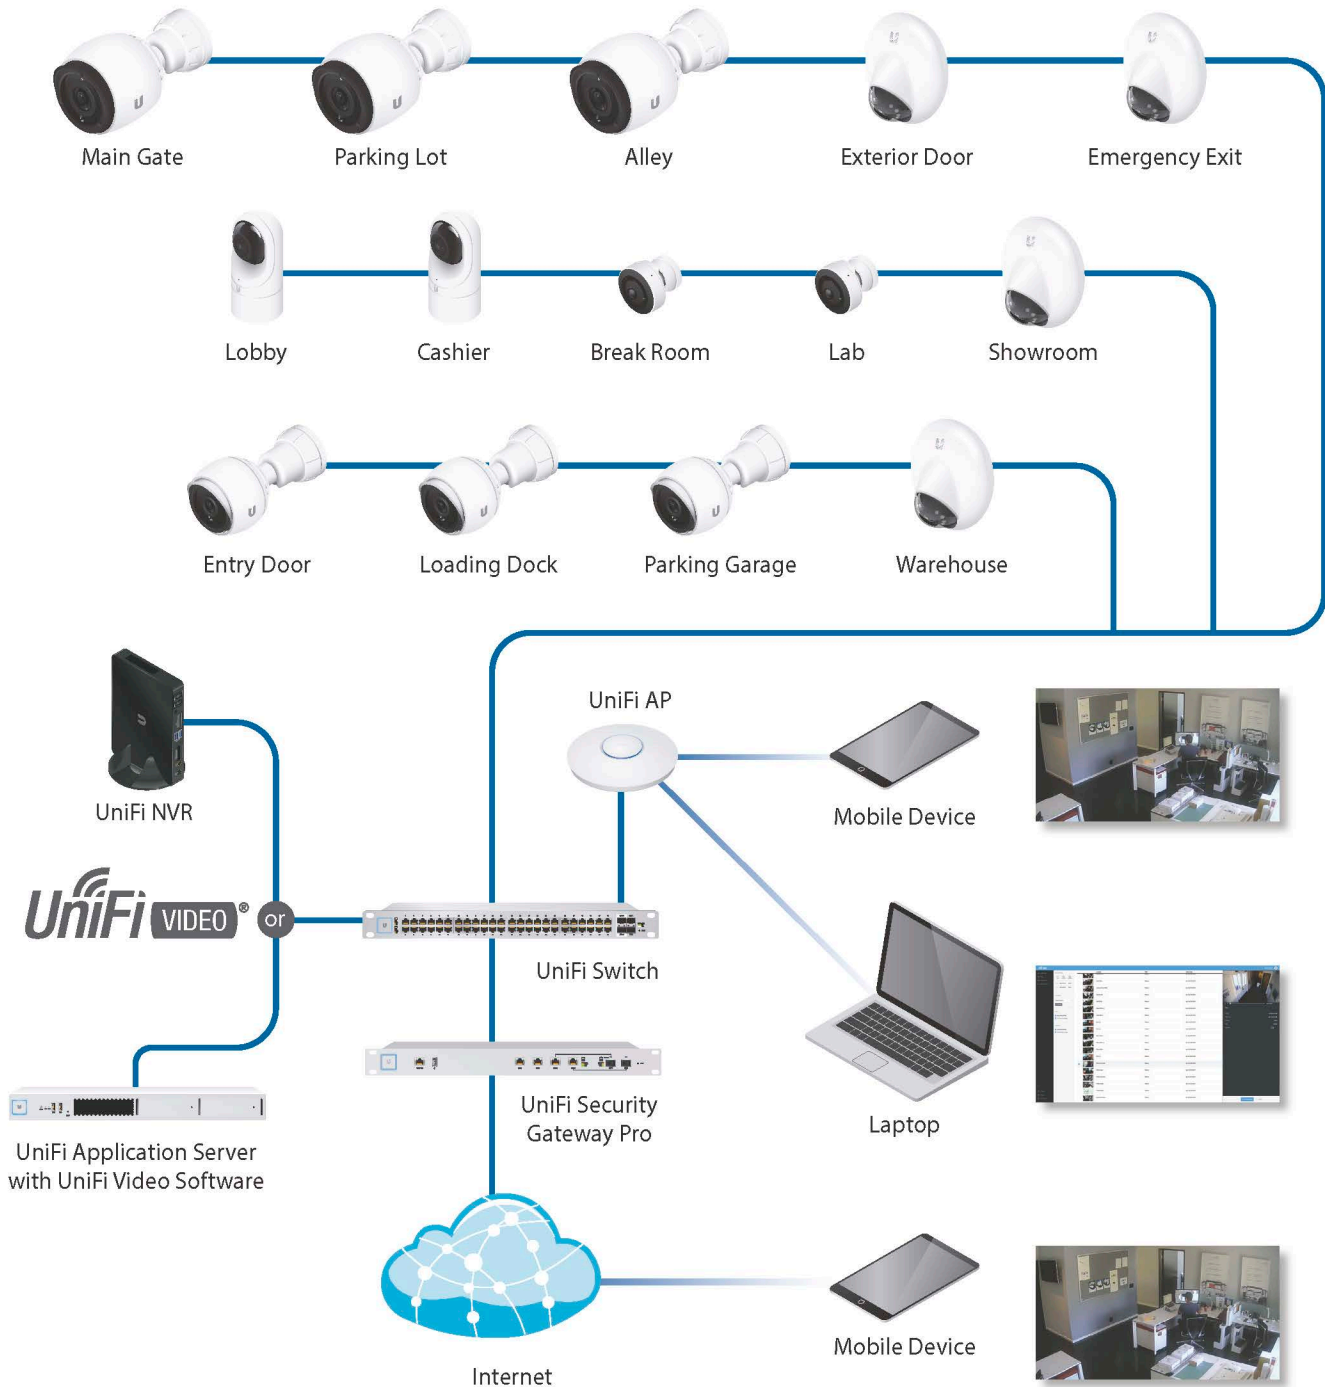 Main Gate
Parking Lot
Alley
Exterior Door
Emergency Exit
Lobby
Cashier
Break Room
Lab
Showroom
Entry Door
Loading Dock
Parking Garage
Warehouse
UniFi AP
UniFi NVR
Mobile Device
UniFi VIDEO®
or
UniFi Switch
UniFi Security
Gateway Pro
Laptop
UniFi Application Server
with UniFi Video Software
Internet
Mobile Device